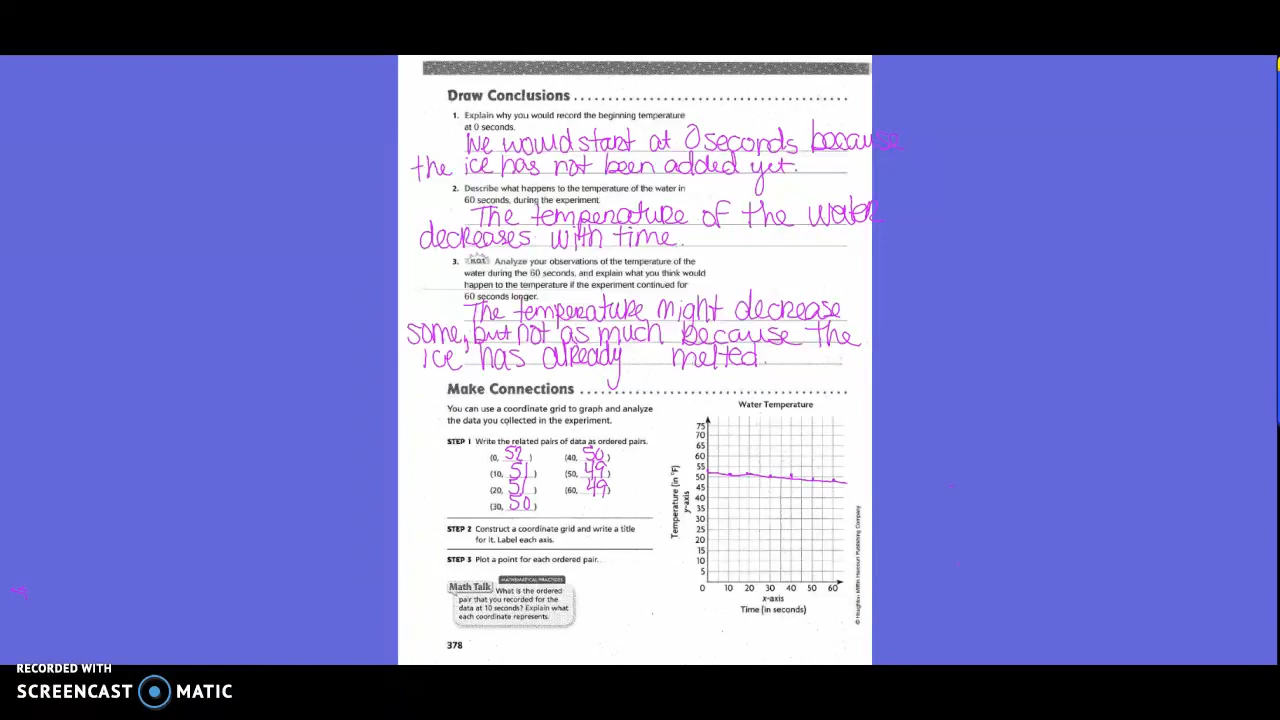 Draw Conclusions
1. Explain why you would record the beginning temperature
at 0 seconds.
We would start at 0 seconds because
the ice has not been added yet.
2. Describe what happens to the temperature of the water in
60 seconds, during the experiment.
The temperature of the water
decreases with time.
3. H.O.T. Analyze your observations of the temperature of the
water during the 60 seconds, and explain what you think would
happen to the temperature if the experiment continued for
60 seconds longer.
The temperature might decrease
some, but not as much because the
ice has already melted.
Make Connections
You can use a coordinate grid to graph and analyze
the data you collected in the experiment.
STEP 1 Write the related pairs of data as ordered pairs.
(0, 52) (40, 50)
(10, 51) (50, 49)
(20, 51) (60, 49)
(30, 50)
STEP 2 Construct a coordinate grid and write a title
for it. Label each axis.
STEP 3 Plot a point for each ordered pair.
Math Talk MATHEMATICAL PRACTICES
What is the ordered
pair that you recorded for the
data at 10 seconds? Explain what
each coordinate represents.
378
Water Temperature
75
70
65
60
55
50
45
40
35
30
25
20
15
10
5
0 10 20 30 40 50 60
Temperature (in °F)
y-axis
x-axis
Time (in seconds)
© Houghton Mifflin Harcourt Publishing Company
RECORDED WITH
SCREENCAST MATIC